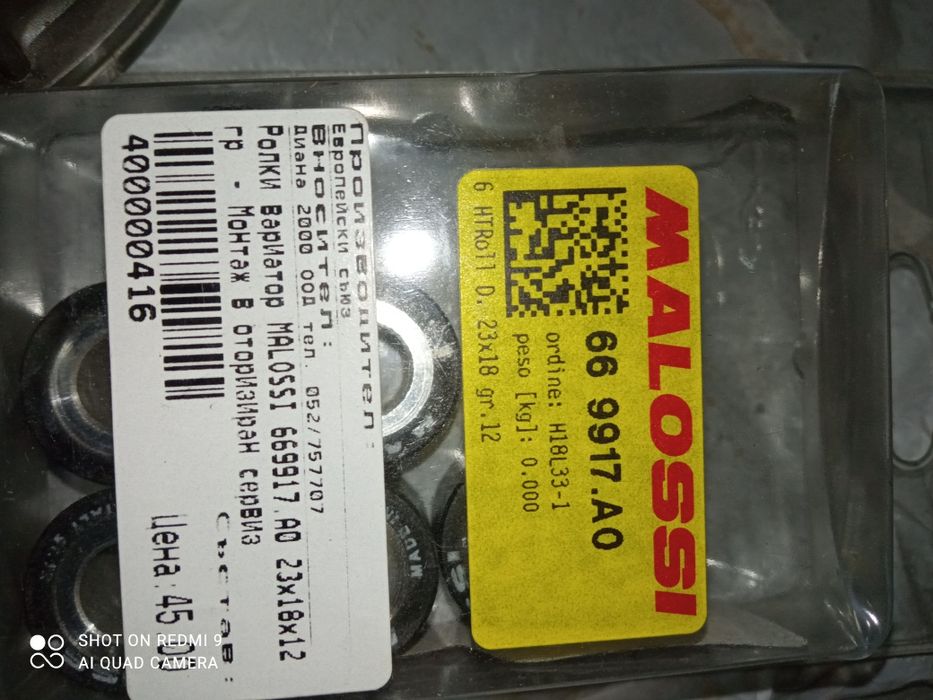 MALOSSI
66 9917.A0
ordine: H18L33-1
peso [kg]: 0.000
6 HTRoll D. 23x18 gr.12
Производител:
Европейски съюз
Вносител:
Диана 2000 оод тел. 052/757707
Състав:
Ролки Вариатор MALOSSI 669917.A0 23x18x12
гр - Монтаж в оторизиран сервиз
Цена: 45
4000000416
MADE
SHOT ON REDMI 9
AI QUAD CAMERA